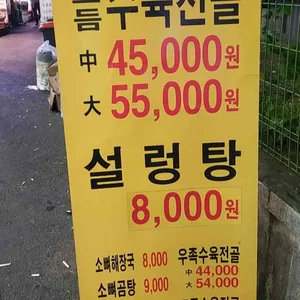 름수육전골
中 45,000원
大 55,000원
설렁탕
8,000원
소뼈해장국 8,000
소뼈곰탕 9,000
우족수육전골
中 44,000
大 54,000